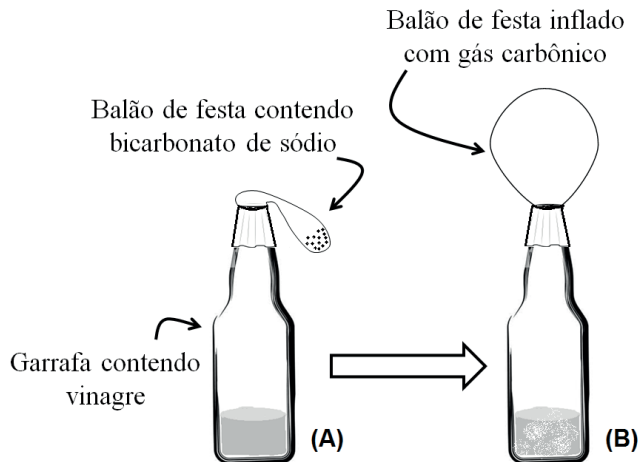 Balão de festa inflado
com gás carbônico
Balão de festa contendo
bicarbonato de sódio
Garrafa contendo
vinagre
(A)
(B)